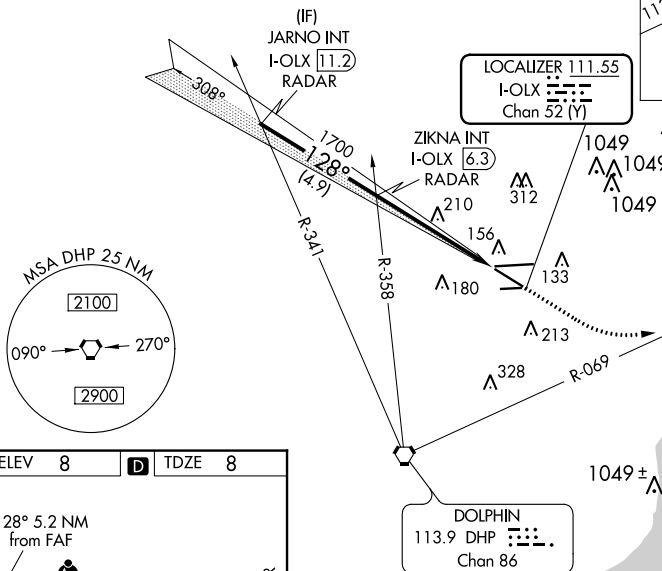 (IF)
JARNO INT
I-OLX 11.2
RADAR
308°
1700
128°
(4.9)
LOCALIZER 111.55
I-OLX
Chan 52 (Y)
ZIKNA INT
I-OLX 6.3
RADAR
1049
1049
1049
312
210
156
133
180
213
328
R-341
R-358
R-069
MSA DHP 25 NM
2100
090°
270°
2900
1049 ±
DOLPHIN
113.9 DHP
Chan 86
ELEV 8
D
TDZE 8
28° 5.2 NM
from FAF